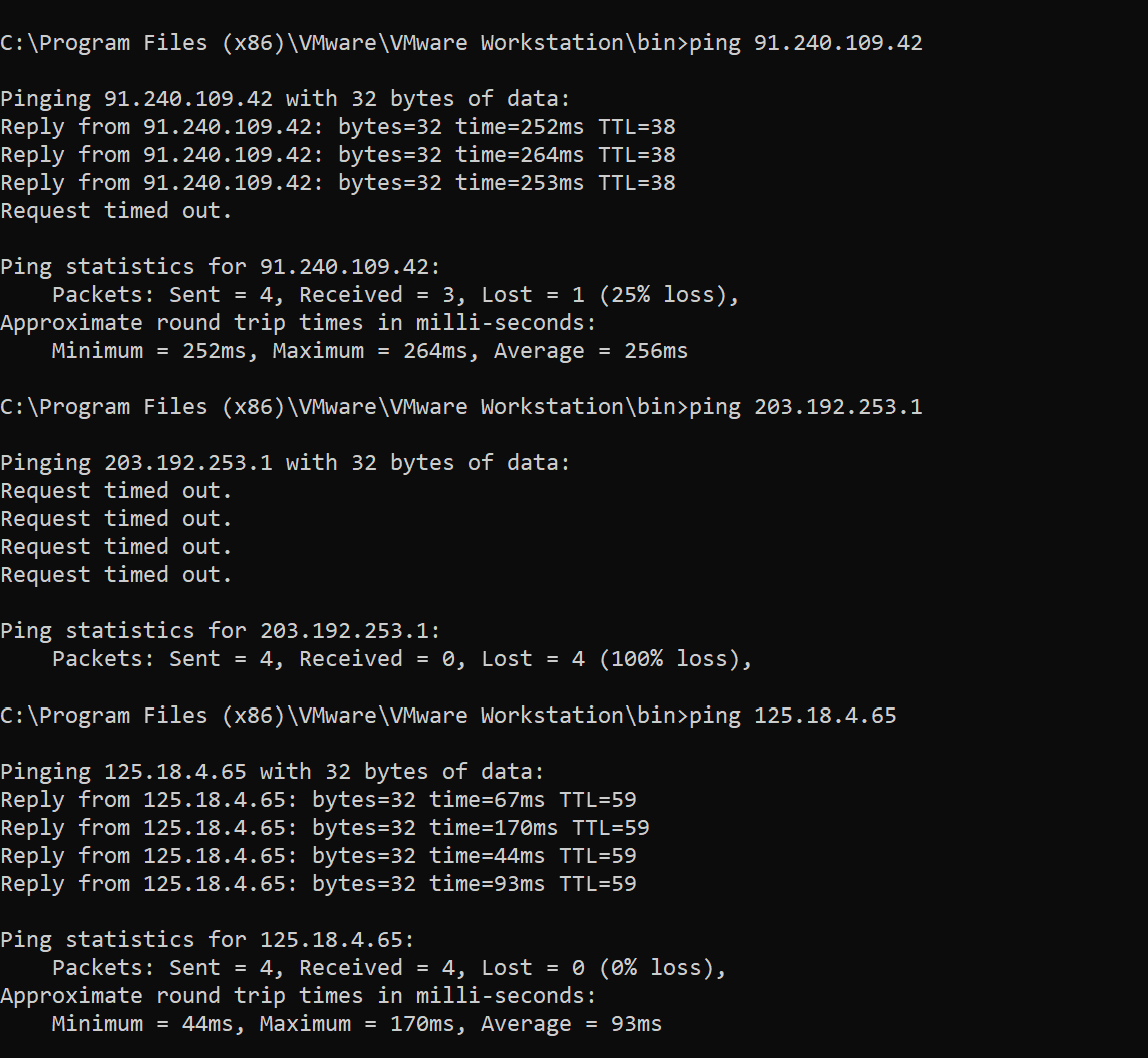 C:\Program Files (x86)\VMware\VMware Workstation\bin>ping 91.240.109.42
Pinging 91.240.109.42 with 32 bytes of data:
Reply from 91.240.109.42: bytes=32 time=252ms TTL=38
Reply from 91.240.109.42: bytes=32 time=264ms TTL=38
Reply from 91.240.109.42: bytes=32 time=253ms TTL=38
Request timed out.
Ping statistics for 91.240.109.42:
    Packets: Sent = 4, Received = 3, Lost = 1 (25% loss),
Approximate round trip times in milli-seconds:
    Minimum = 252ms, Maximum = 264ms, Average = 256ms
C:\Program Files (x86)\VMware\VMware Workstation\bin>ping 203.192.253.1
Pinging 203.192.253.1 with 32 bytes of data:
Request timed out.
Request timed out.
Request timed out.
Request timed out.
Ping statistics for 203.192.253.1:
    Packets: Sent = 4, Received = 0, Lost = 4 (100% loss),
C:\Program Files (x86)\VMware\VMware Workstation\bin>ping 125.18.4.65
Pinging 125.18.4.65 with 32 bytes of data:
Reply from 125.18.4.65: bytes=32 time=67ms TTL=59
Reply from 125.18.4.65: bytes=32 time=170ms TTL=59
Reply from 125.18.4.65: bytes=32 time=44ms TTL=59
Reply from 125.18.4.65: bytes=32 time=93ms TTL=59
Ping statistics for 125.18.4.65:
    Packets: Sent = 4, Received = 4, Lost = 0 (0% loss),
Approximate round trip times in milli-seconds:
    Minimum = 44ms, Maximum = 170ms, Average = 93ms